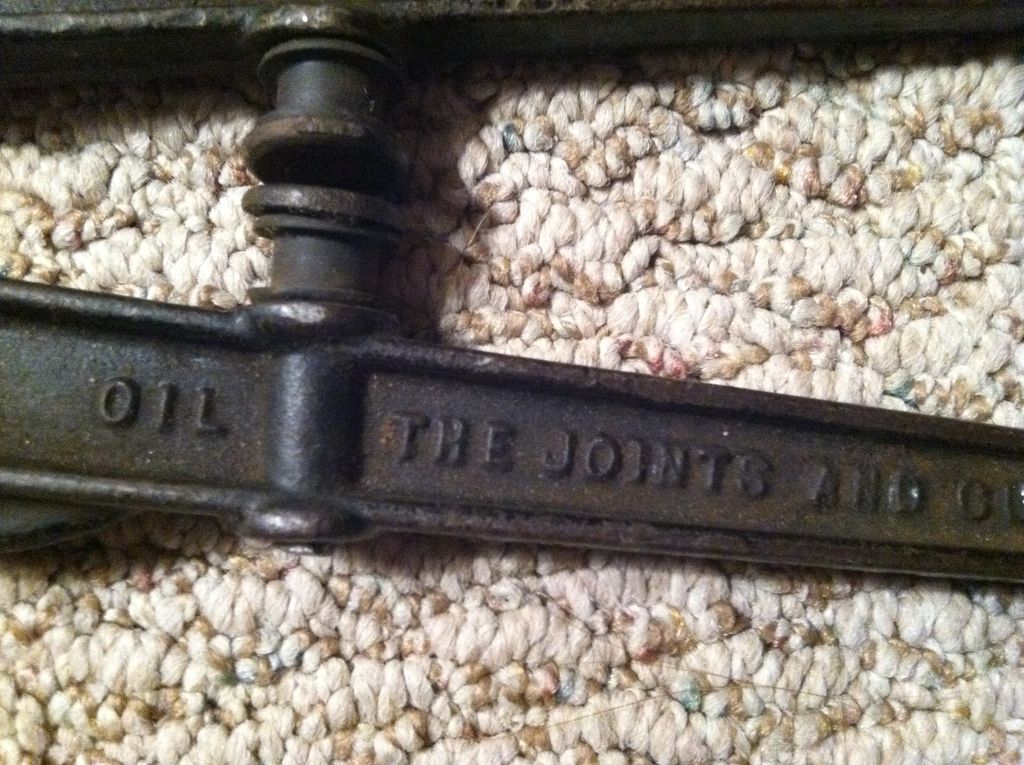 OIL THE JOINTS AND